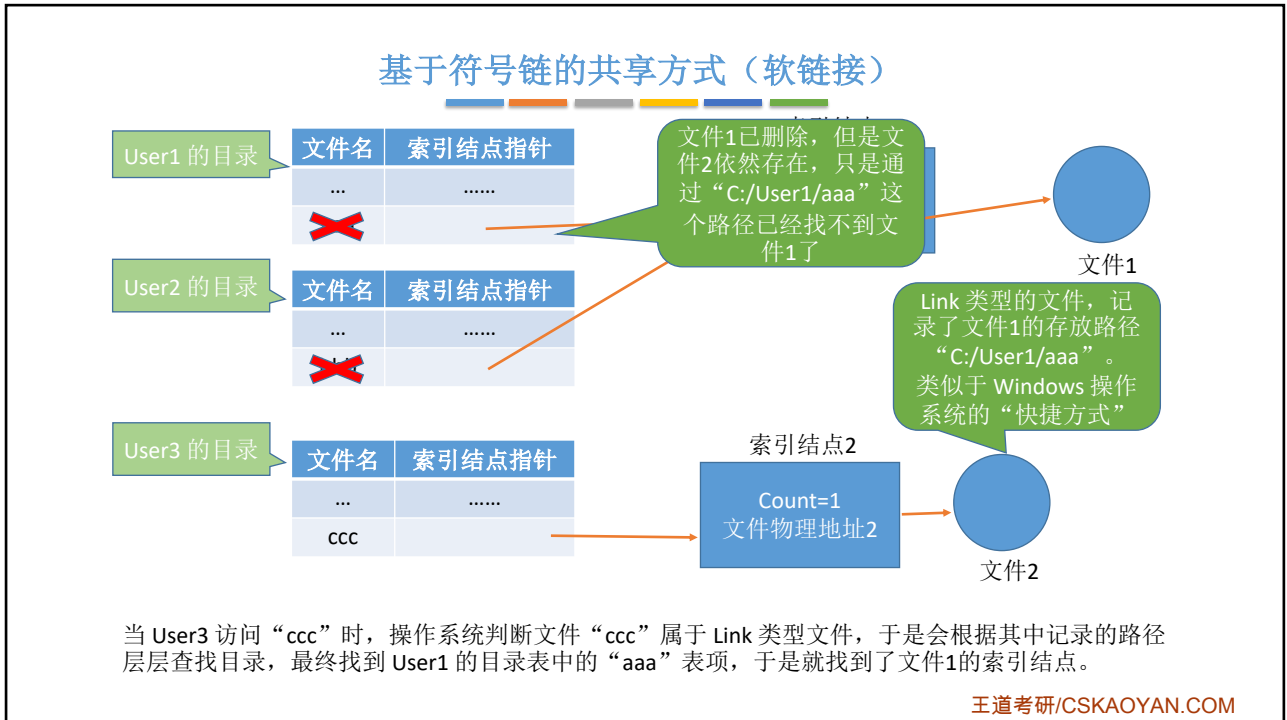 基于符号链的共享方式（软链接）
User1 的目录
文件名 索引结点指针
... ......
文件1已删除，但是文
件2依然存在，只是通
过“C:/User1/aaa”这
个路径已经找不到文
件1了
文件1
User2 的目录
文件名 索引结点指针
... ......
Link 类型的文件，记
录了文件1的存放路径
“C:/User1/aaa”。
类似于 Windows 操作
系统的“快捷方式”
User3 的目录
文件名 索引结点指针
... ......
ccc
索引结点2
Count=1
文件物理地址2
文件2
当 User3 访问“ccc”时，操作系统判断文件“ccc”属于 Link 类型文件，于是会根据其中记录的路径
层层查找目录，最终找到 User1 的目录表中的“aaa”表项，于是就找到了文件1的索引结点。
王道考研/CSKAOYAN.COM